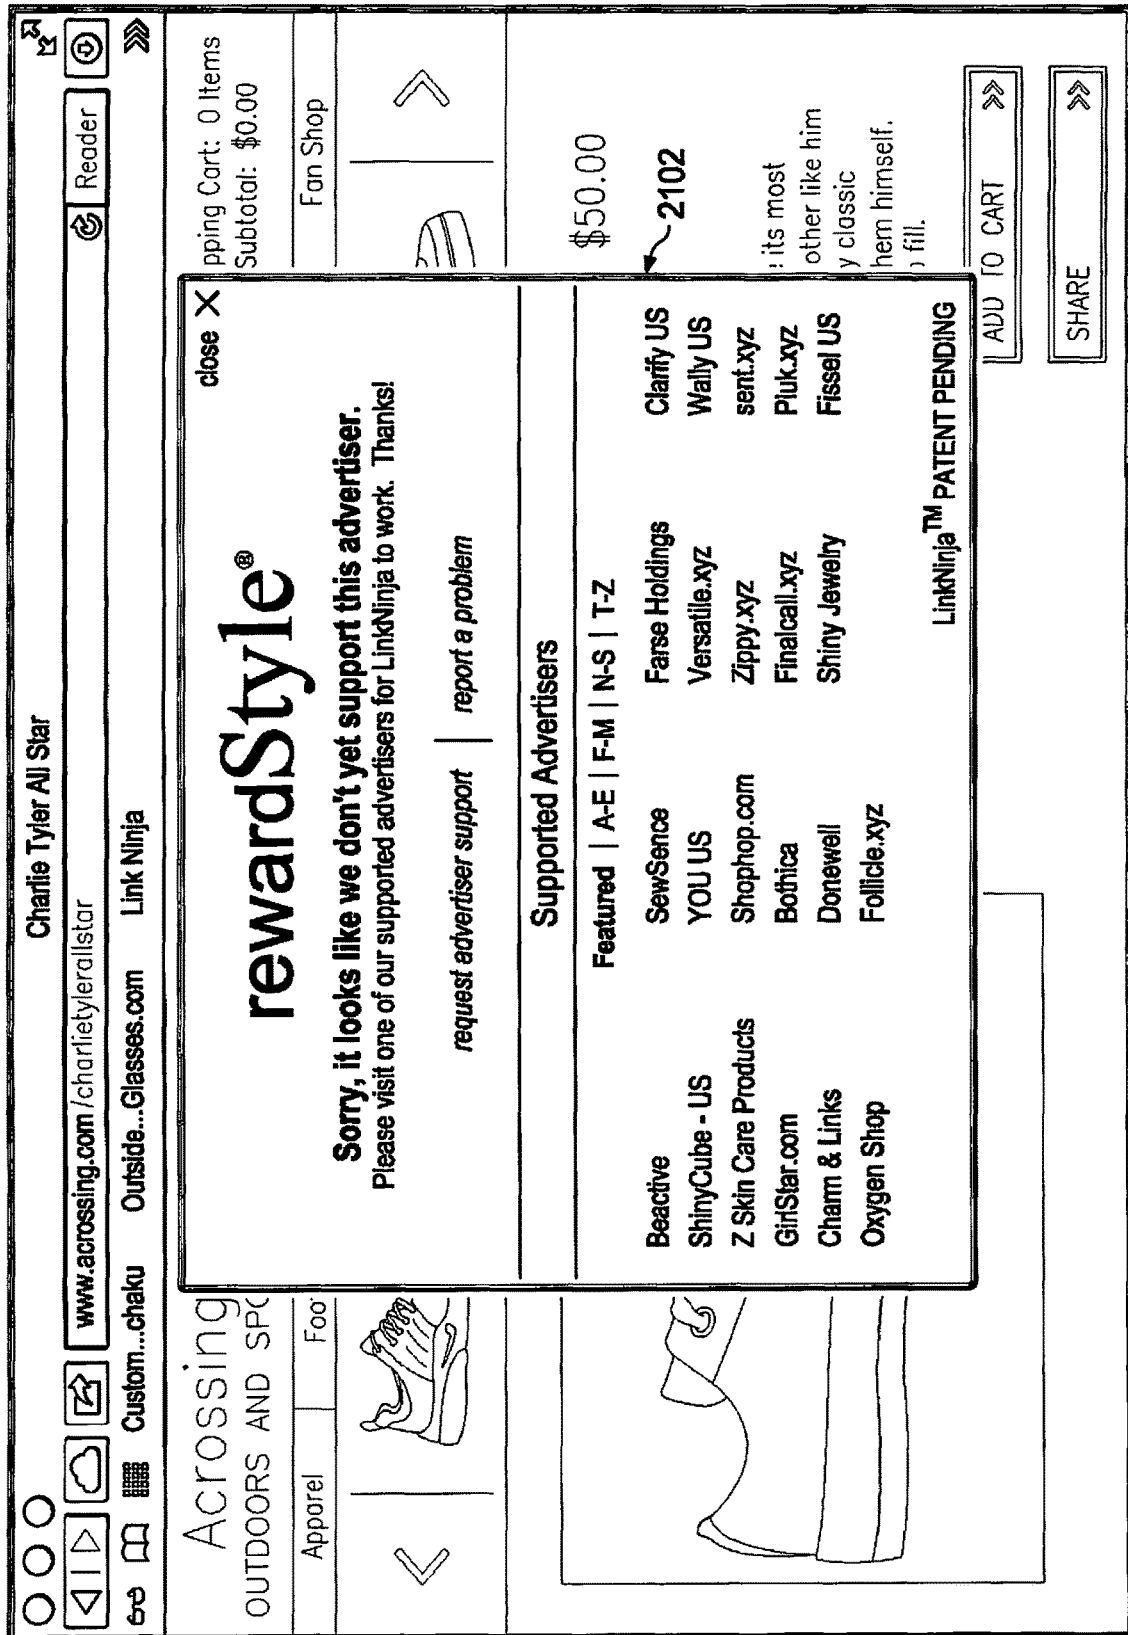 Charlie Tyler All Star
www.acrossing.com/charlietylerallstar
Reader
Custom...chaku
Outside...Glasses.com
Link Ninja
Acrossing
OUTDOORS AND SPO
pping Cart: 0 Items
Subtotal: $0.00
Apparel
Foo
Fan Shop
close X
rewardStyle®
Sorry, it looks like we don't yet support this advertiser.
Please visit one of our supported advertisers for LinkNinja to work. Thanks!
request advertiser support | report a problem
Supported Advertisers
Featured | A-E | F-M | N-S | T-Z
Beactive
ShinyCube - US
Z Skin Care Products
GirlStar.com
Charm & Links
Oxygen Shop
SewSence
YOU US
Shophop.com
Bothica
Donewell
Follicle.xyz
Farse Holdings
Versatile.xyz
Zippy.xyz
Finalcall.xyz
Shiny Jewelry
Clarify US
Wally US
sent.xyz
Pluk.xyz
Fissel US
LinkNinja™ PATENT PENDING
$50.00
2102
its most
other like him
y classic
hem himself.
fill.
ADD TO CART
SHARE